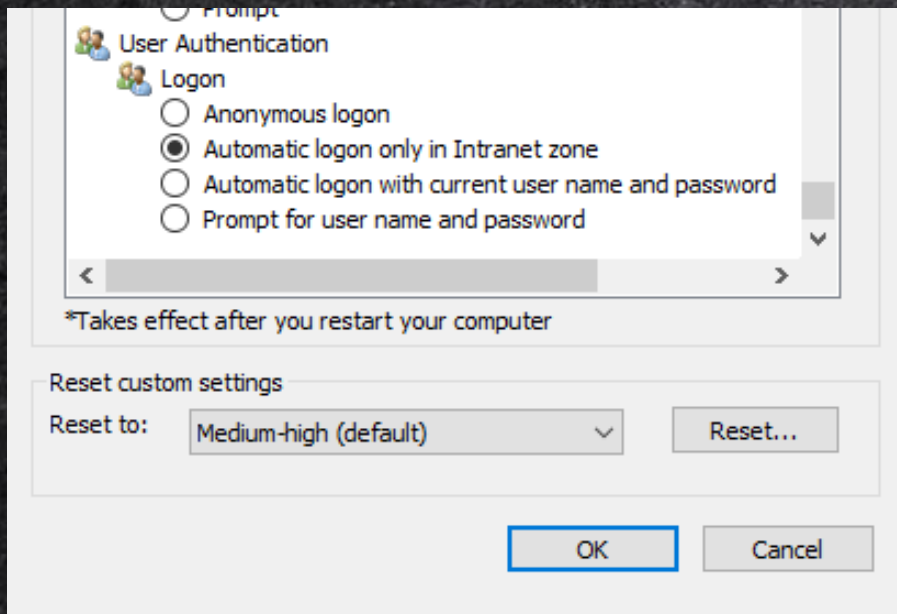 Prompt
User Authentication
Logon
Anonymous logon
Automatic logon only in Intranet zone
Automatic logon with current user name and password
Prompt for user name and password
*Takes effect after you restart your computer
Reset custom settings
Reset to: Medium-high (default) Reset...
OK Cancel